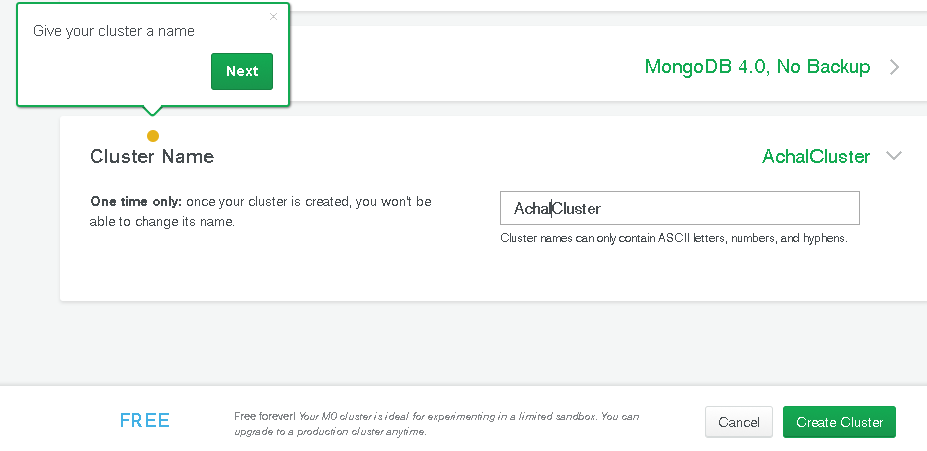 ×
Give your cluster a name
Next
MongoDB 4.0, No Backup
Cluster Name
AchalCluster
One time only: once your cluster is created, you won't be
able to change its name.
AchalCluster
Cluster names can only contain ASCII letters, numbers, and hyphens.
FREE
Free forever! Your M0 cluster is ideal for experimenting in a limited sandbox. You can
upgrade to a production cluster anytime.
Cancel
Create Cluster